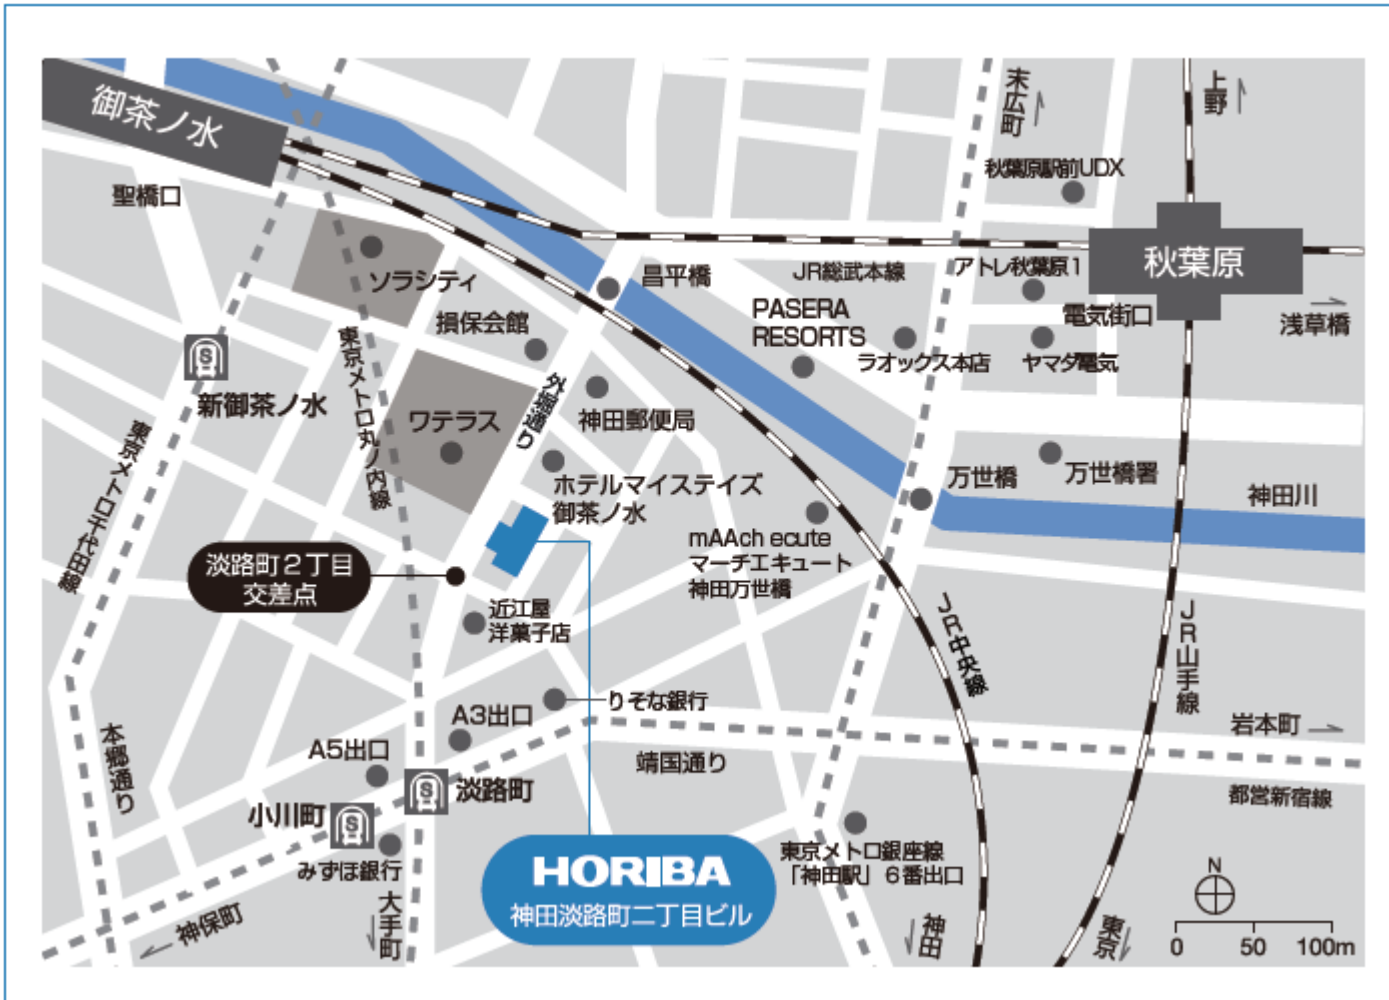 御茶ノ水
聖橋口
末広町
上野
秋葉原駅前UDX
秋葉原
ソラシティ
昌平橋
JR総武本線
アトレ秋葉原1
電気街口
浅草橋
損保会館
PASERA
RESORTS
ラオックス本店
ヤマダ電気
新御茶ノ水
東京メトロ丸ノ内線
外堀通り
神田郵便局
ワテラス
東京メトロ千代田線
ホテルマイステイズ
御茶ノ水
万世橋
万世橋署
神田川
mAAch ecute
マーチエキュート
神田万世橋
淡路町2丁目
交差点
近江屋
洋菓子店
JR中央線
JR山手線
りそな銀行
A3出口
A5出口
本郷通り
靖国通り
岩本町
都営新宿線
淡路町
小川町
みずほ銀行
HORIBA
神田淡路町二丁目ビル
東京メトロ銀座線
「神田駅」6番出口
神保町
大手町
神田
東京
N
0 50 100m